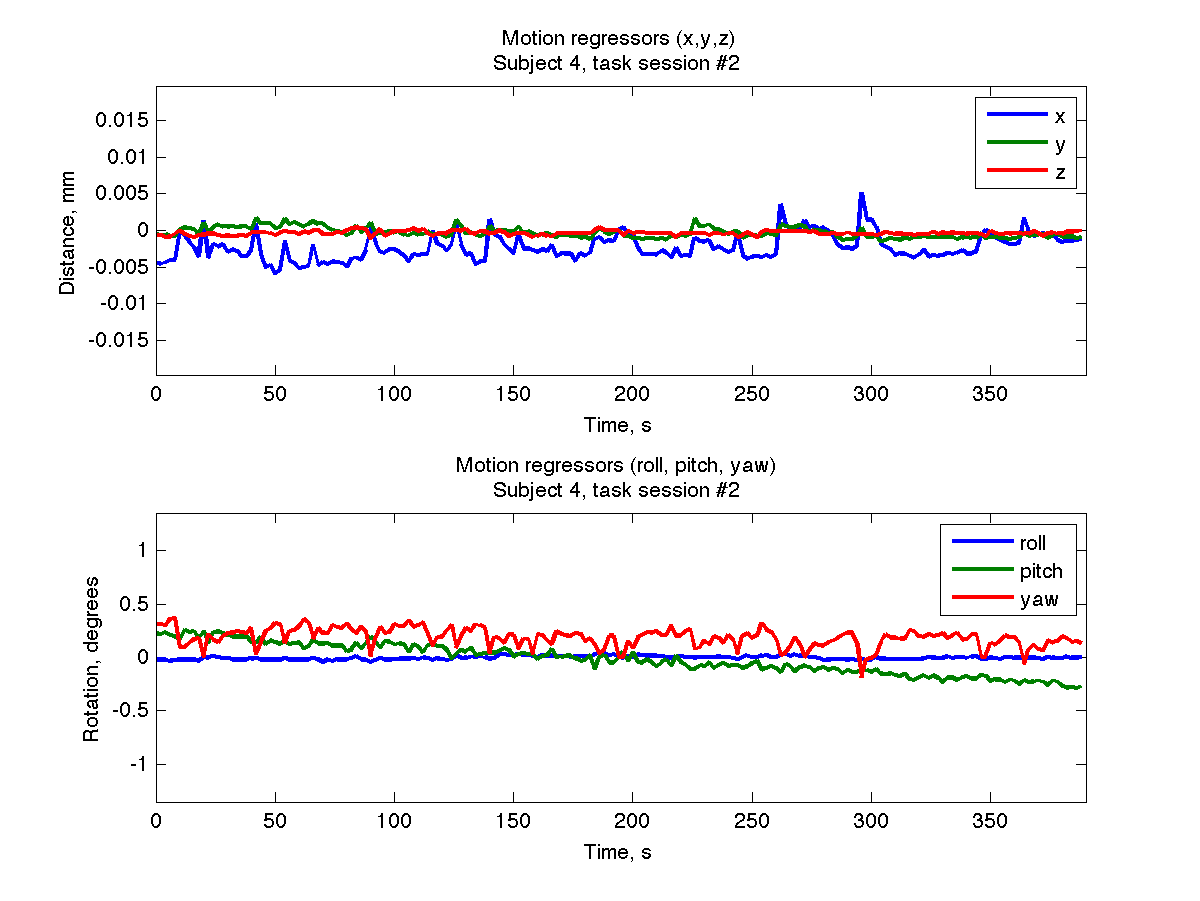 Motion regressors (x,y,z)
Subject 4, task session #2
0.015
0.01
0.005
0
-0.005
-0.01
-0.015
Distance, mm
x
y
z
0 50 100 150 200 250 300 350
Time, s
Motion regressors (roll, pitch, yaw)
Subject 4, task session #2
1
0.5
0
-0.5
-1
Rotation, degrees
roll
pitch
yaw
0 50 100 150 200 250 300 350
Time, s